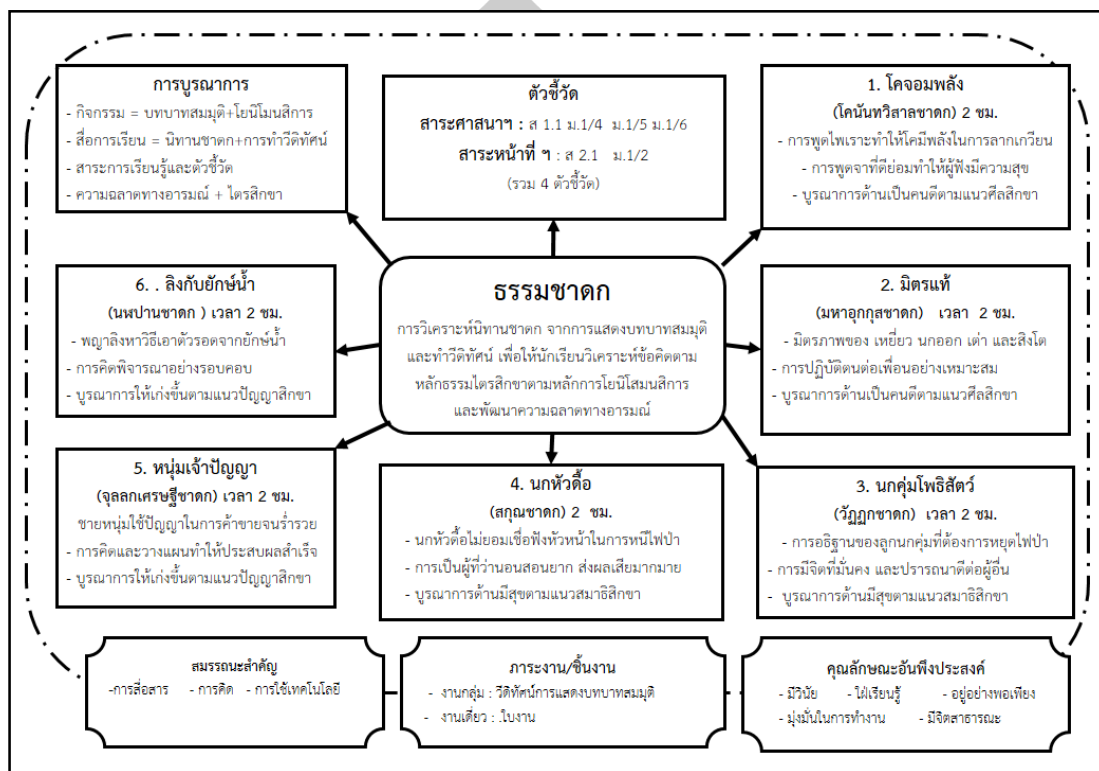 การบูรณาการ
- กิจกรรม = บทบาทสมมุติ+โยนิโมนสิการ
- สื่อการเรียน = นิทานชาดก+การทำวีดิทัศน์
- สาระการเรียนรู้และตัวชี้วัด
- ความฉลาดทางอารมณ์ + ไตรสิกขา
ตัวชี้วัด
สาระศาสนาฯ : ส 1.1 ม.1/4 ม.1/5 ม.1/6
สาระหน้าที่ ฯ : ส 2.1 ม.1/2
(รวม 4 ตัวชี้วัด)
1. โคจอมพลัง
(โคนันทวิสาลชาดก) 2 ชม.
- การพูดไพเราะทำให้โคมีพลังในการลากเกวียน
- การพูดจาที่ดีย่อมทำให้ผู้ฟังมีความสุข
- บูรณาการด้านเป็นคนดีตามแนวศีลสิกขา
6. . ลิงกับยักษ์น้ำ
(นหปานชาดก ) เวลา 2 ชม.
- พญาลิงหาวิธีเอาตัวรอดจากยักษ์น้ำ
- การคิดพิจารณาอย่างรอบคอบ
- บูรณาการให้เก่งขึ้นตามแนวปัญญาสิกขา
ธรรมชาดก
การวิเคราะห์นิทานชาดก จากการแสดงบทบาทสมมุติ
และทำวีดิทัศน์ เพื่อให้นักเรียนวิเคราะห์ข้อคิดตาม
หลักธรรมไตรสิกขาตามหลักการโยนิโสมนสิการ
และพัฒนาความฉลาดทางอารมณ์
2. มิตรแท้
(มหาอุกกุสชาดก) เวลา 2 ชม.
- มิตรภาพของ เหยี่ยว นกออก เต่า และสิงโต
- การปฏิบัติตนต่อเพื่อนอย่างเหมาะสม
- บูรณาการด้านเป็นคนดีตามแนวศีลสิกขา
5. หนุ่มเจ้าปัญญา
(จุลลกเศรษฐีชาดก) เวลา 2 ชม.
ชายหนุ่มใช้ปัญญาในการค้าขายจนร่ำรวย
- การคิดและวางแผนทำให้ประสบผลสำเร็จ
- บูรณาการให้เก่งขึ้นตามแนวปัญญาสิกขา
4. นกหัวดื้อ
(สกุณชาดก) 2 ชม.
- นกหัวดื้อไม่ยอมเชื่อฟังหัวหน้าในการหนีไฟป่า
- การเป็นผู้ที่ว่านอนสอนยาก ส่งผลเสียมากมาย
- บูรณาการด้านมีสุขตามแนวสมาธิสิกขา
3. นกคุ่มโพธิสัตว์
(วัฏฏกชาดก) เวลา 2 ชม.
- การอธิฐานของลูกนกคุ่มที่ต้องการหยุดไฟป่า
- การมีจิตที่มั่นคง และปรารถนาดีต่อผู้อื่น
- บูรณาการด้านมีสุขตามแนวสมาธิสิกขา
สมรรถนะสำคัญ
-การสื่อสาร - การคิด - การใช้เทคโนโลยี
ภาระงาน/ชิ้นงาน
- งานกลุ่ม : วีดิทัศน์การแสดงบทบาทสมมุติ
- งานเดี่ยว : .ใบงาน
คุณลักษณะอันพึงประสงค์
- มีวินัย - ใฝ่เรียนรู้ - อยู่อย่างพอเพียง
- มุ่งมั่นในการทำงาน - มีจิตสาธารณะ